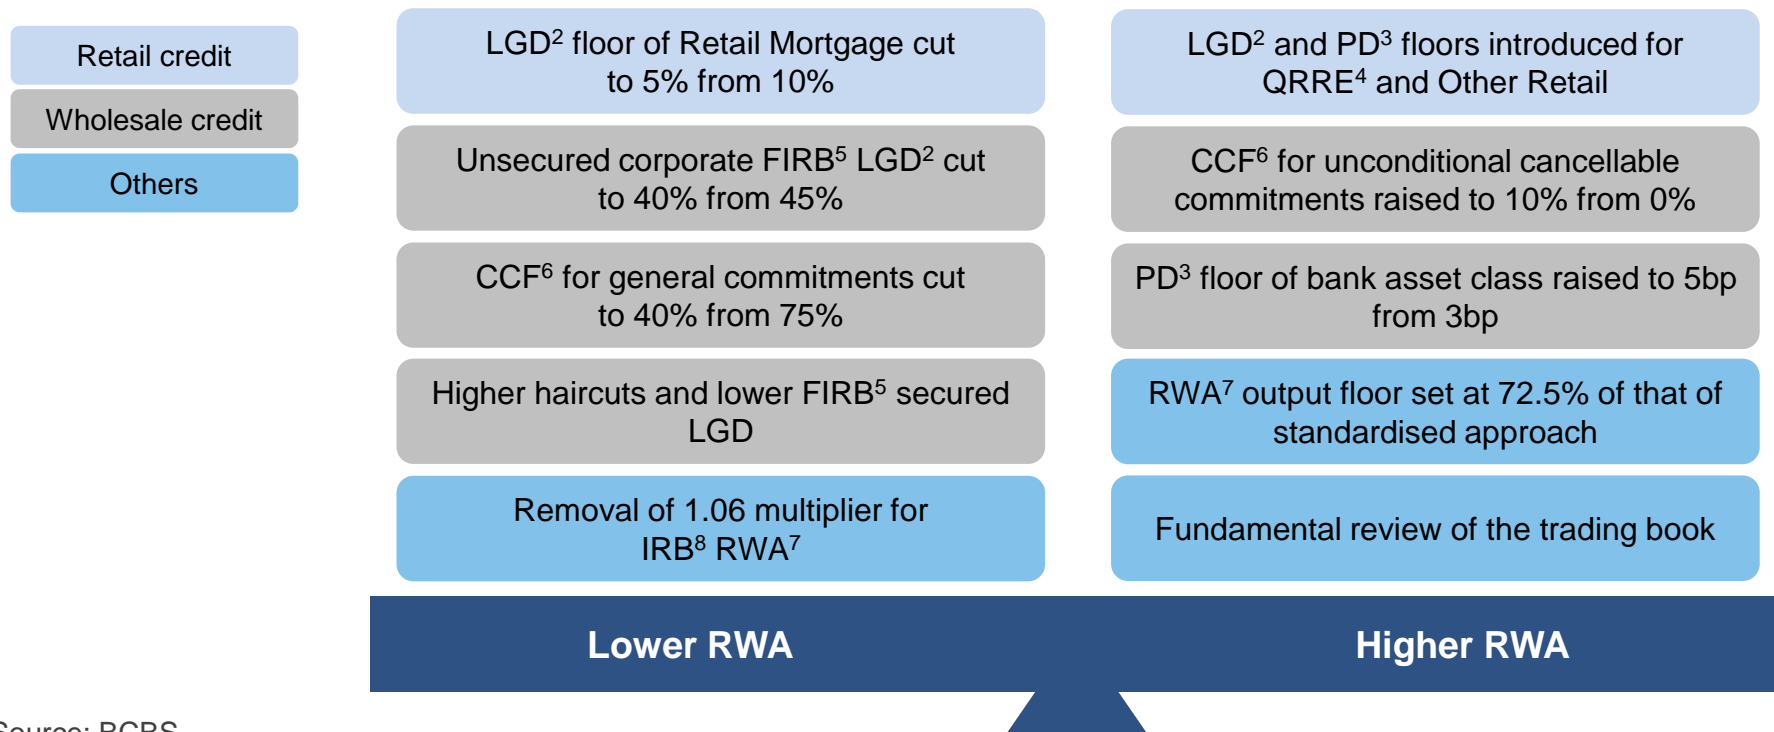 Retail credit
Wholesale credit
Others
LGD² floor of Retail Mortgage cut
to 5% from 10%
Unsecured corporate FIRB⁵ LGD² cut
to 40% from 45%
CCF⁶ for general commitments cut
to 40% from 75%
Higher haircuts and lower FIRB⁵ secured
LGD
Removal of 1.06 multiplier for
IRB⁸ RWA⁷
LGD² and PD³ floors introduced for
QRRE⁴ and Other Retail
CCF⁶ for unconditional cancellable
commitments raised to 10% from 0%
PD³ floor of bank asset class raised to 5bp
from 3bp
RWA⁷ output floor set at 72.5% of that of
standardised approach
Fundamental review of the trading book
Lower RWA
Higher RWA
Source: BCBS